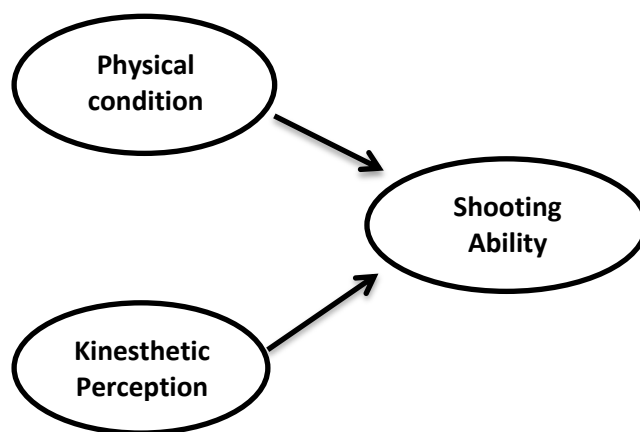 Physical
condition
Shooting
Ability
Kinesthetic
Perception